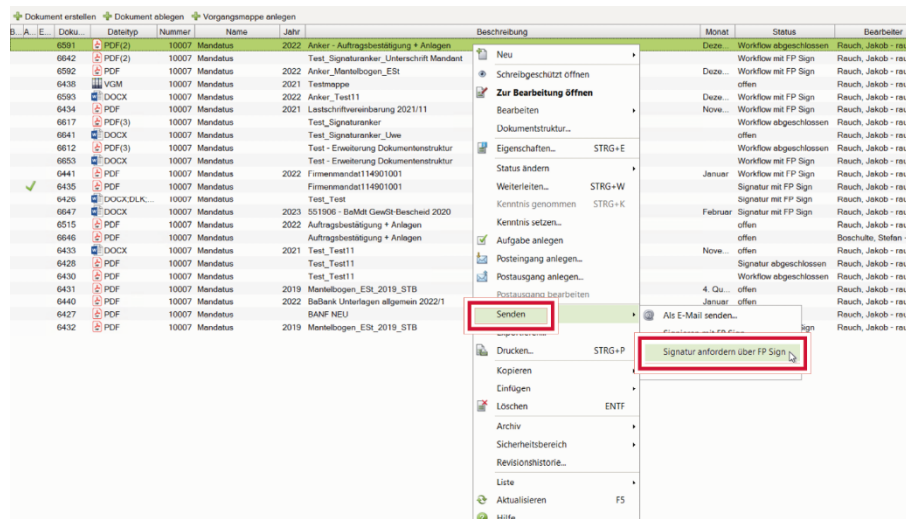 Dokument erstellen Dokument ablegen Vorgangsmappe anlegen
B... A... E... Doku... Dateityp Nummer Name Jahr Beschreibung Monat Status Bearbeiter
6591 PDF(2) 10007 Mandatus 2022 Anker - Auftragsbestätigung + Anlagen Deze... Workflow abgeschlossen Rauch, Jakob - rau
6642 PDF(2) 10007 Mandatus Test_Signaturanker_Unterschrift Mandant Workflow mit FP Sign Rauch, Jakob - rau
6592 PDF 10007 Mandatus 2022 Anker_Mantelbogen_ESt Deze... Workflow mit FP Sign Rauch, Jakob - rau
6438 VGM 10007 Mandatus 2021 Testmappe offen Rauch, Jakob - rau
6593 DOCX 10007 Mandatus 2022 Anker_Test11 Deze... Workflow mit FP Sign Rauch, Jakob - rau
6434 PDF 10007 Mandatus 2021 Lastschriftvereinbarung 2021/11 Nove... Workflow mit FP Sign Rauch, Jakob - rau
6617 PDF(3) 10007 Mandatus Test_Signaturanker Workflow abgeschlossen Rauch, Jakob - rau
6641 DOCX 10007 Mandatus Test_Signaturanker_Uwe offen Rauch, Jakob - rau
6612 PDF(3) 10007 Mandatus Test - Erweiterung Dokumentenstruktur Workflow abgeschlossen Rauch, Jakob - rau
6653 DOCX 10007 Mandatus Test - Erweiterung Dokumentenstruktur Workflow mit FP Sign Rauch, Jakob - rau
6441 PDF 10007 Mandatus 2022 Firmenmandat114901001 Januar Workflow mit FP Sign Rauch, Jakob - rau
6435 PDF 10007 Mandatus Firmenmandat114901001 Signatur mit FP Sign Rauch, Jakob - rau
6426 DOCX;DLK;... 10007 Mandatus Test_Test Signatur mit FP Sign Rauch, Jakob - rau
6647 DOCX 10007 Mandatus 2023 551906 - BaMdt GewSt-Bescheid 2020 Februar Signatur mit FP Sign Rauch, Jakob - rau
6515 PDF 10007 Mandatus 2022 Auftragsbestätigung + Anlagen offen Rauch, Jakob - rau
6646 PDF 10007 Mandatus Auftragsbestätigung + Anlagen offen Boschulte, Stefan -
6433 DOCX 10007 Mandatus 2021 Test_Test11 Nove... offen Rauch, Jakob - rau
6428 PDF 10007 Mandatus Test_Test11 Signatur abgeschlossen Rauch, Jakob - rau
6430 PDF 10007 Mandatus Test_Test11 Workflow abgeschlossen Rauch, Jakob - rau
6431 PDF 10007 Mandatus 2019 Mantelbogen_ESt_2019_STB 4. Qu... offen Rauch, Jakob - rau
6440 PDF 10007 Mandatus 2022 BaBank Unterlagen allgemein 2022/1 Januar offen Rauch, Jakob - rau
6427 PDF 10007 Mandatus BANF NEU Rauch, Jakob - rau
6432 PDF 10007 Mandatus 2019 Mantelbogen_ESt_2019_STB Sign Rauch, Jakob - rau
Neu
Schreibgeschützt öffnen
Zur Bearbeitung öffnen
Bearbeiten
Dokumentstruktur...
Eigenschaften... STRG+E
Status ändern
Weiterleiten... STRG+W
Kenntnis genommen STRG+K
Kenntnis setzen...
Aufgabe anlegen
Posteingang anlegen...
Postausgang anlegen...
Postausgang bearbeiten
Senden
Drucken... STRG+P
Kopieren
Einfügen
Löschen ENTF
Archiv
Sicherheitsbereich
Revisionshistorie...
Liste
Aktualisieren F5
Hilfe
Als E-Mail senden...
Signieren mit FP Sign
Signatur anfordern über FP Sign